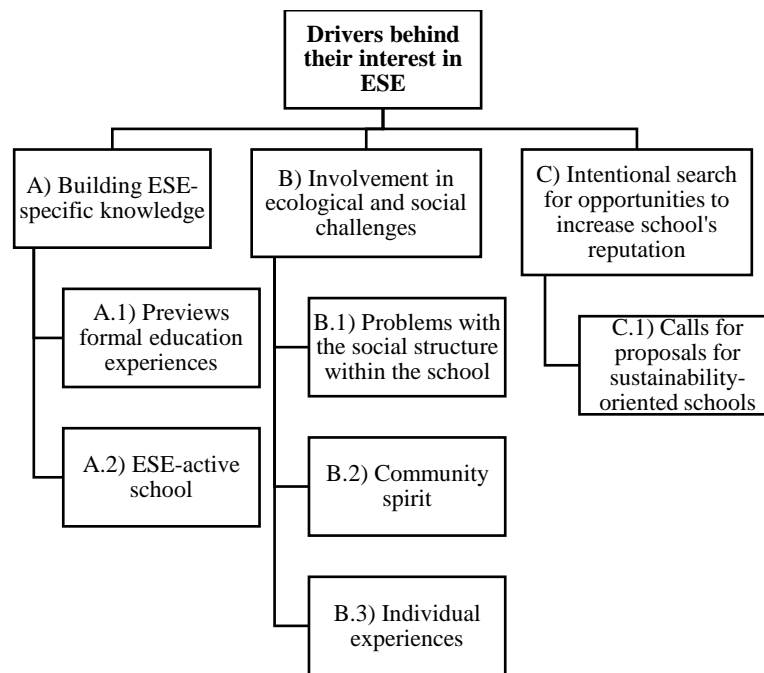 Drivers behind
their interest in
ESE
A) Building ESE-
specific knowledge
B) Involvement in
ecological and social
challenges
C) Intentional search
for opportunities to
increase school's
reputation
A.1) Previews
formal education
experiences
A.2) ESE-active
school
B.1) Problems with
the social structure
within the school
B.2) Community
spirit
B.3) Individual
experiences
C.1) Calls for
proposals for
sustainability-
oriented schools